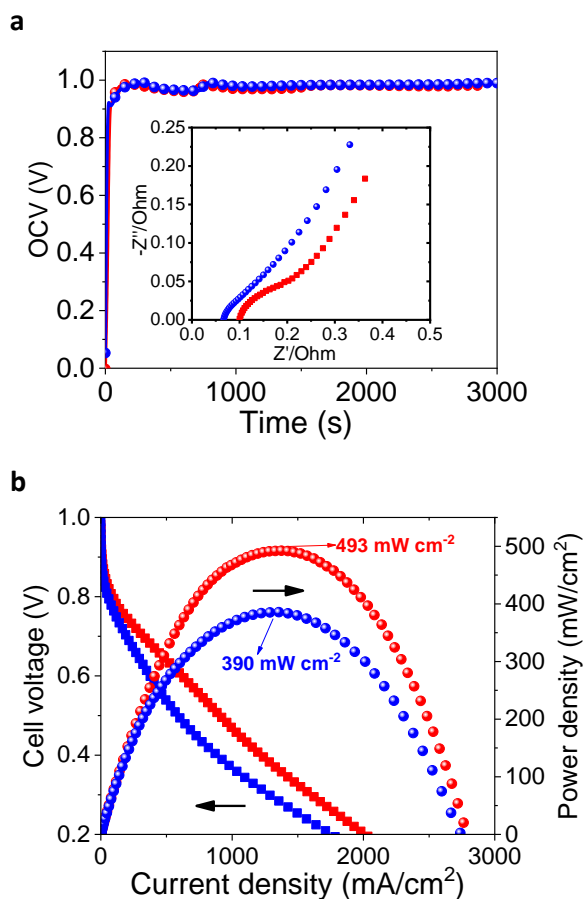 a
1.0
0.8
0.6
0.4
0.2
0.0
OCV (V)
0 1000 2000 3000
Time (s)
0.25
0.20
0.15
0.10
0.05
0.00
-Z''/Ohm
0.0 0.1 0.2 0.3 0.4 0.5
Z'/Ohm
b
1.0
0.8
0.6
0.4
0.2
Cell voltage (V)
493 mW cm-2
390 mW cm-2
500
400
300
200
100
0
Power density (mW/cm²)
0 1000 2000 3000
Current density (mA/cm²)